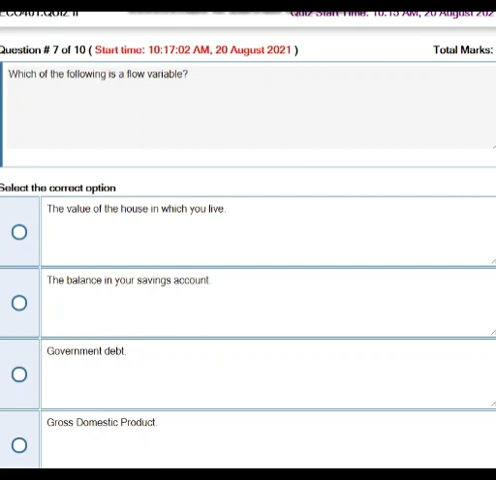 Question # 7 of 10 ( Start time: 10:17:02 AM, 20 August 2021 ) Total Marks:
Which of the following is a flow variable?
Select the correct option
The value of the house in which you live.
The balance in your savings account.
Government debt.
Gross Domestic Product.